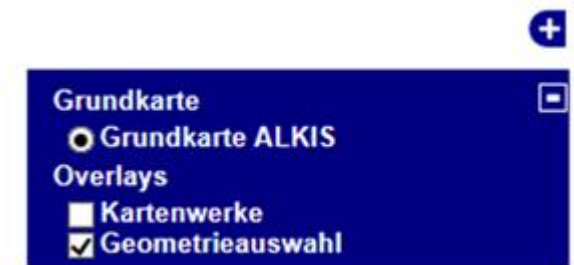 Grundkarte
Grundkarte ALKIS
Overlays
Kartenwerke
Geometrieauswahl